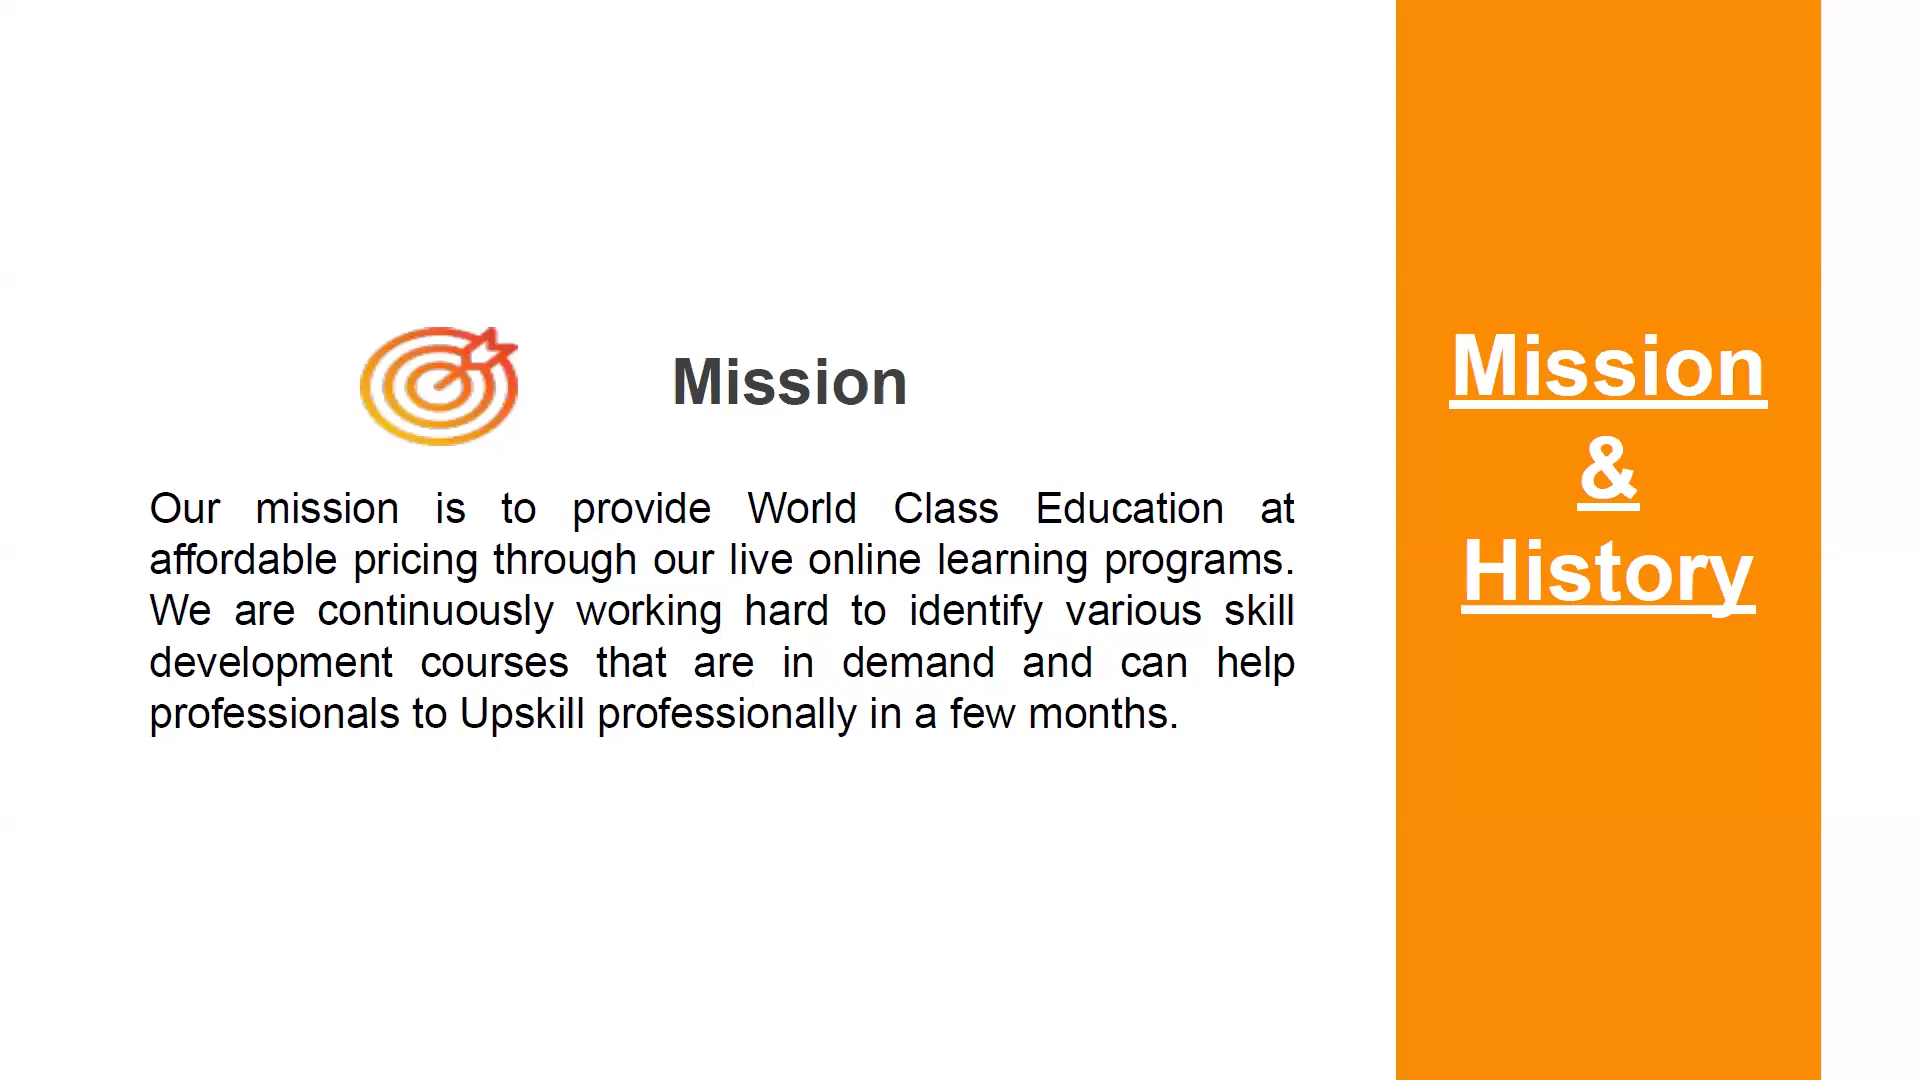 Mission
Our mission is to provide World Class Education at
affordable pricing through our live online learning programs.
We are continuously working hard to identify various skill
development courses that are in demand and can help
professionals to Upskill professionally in a few months.
Mission
&
History